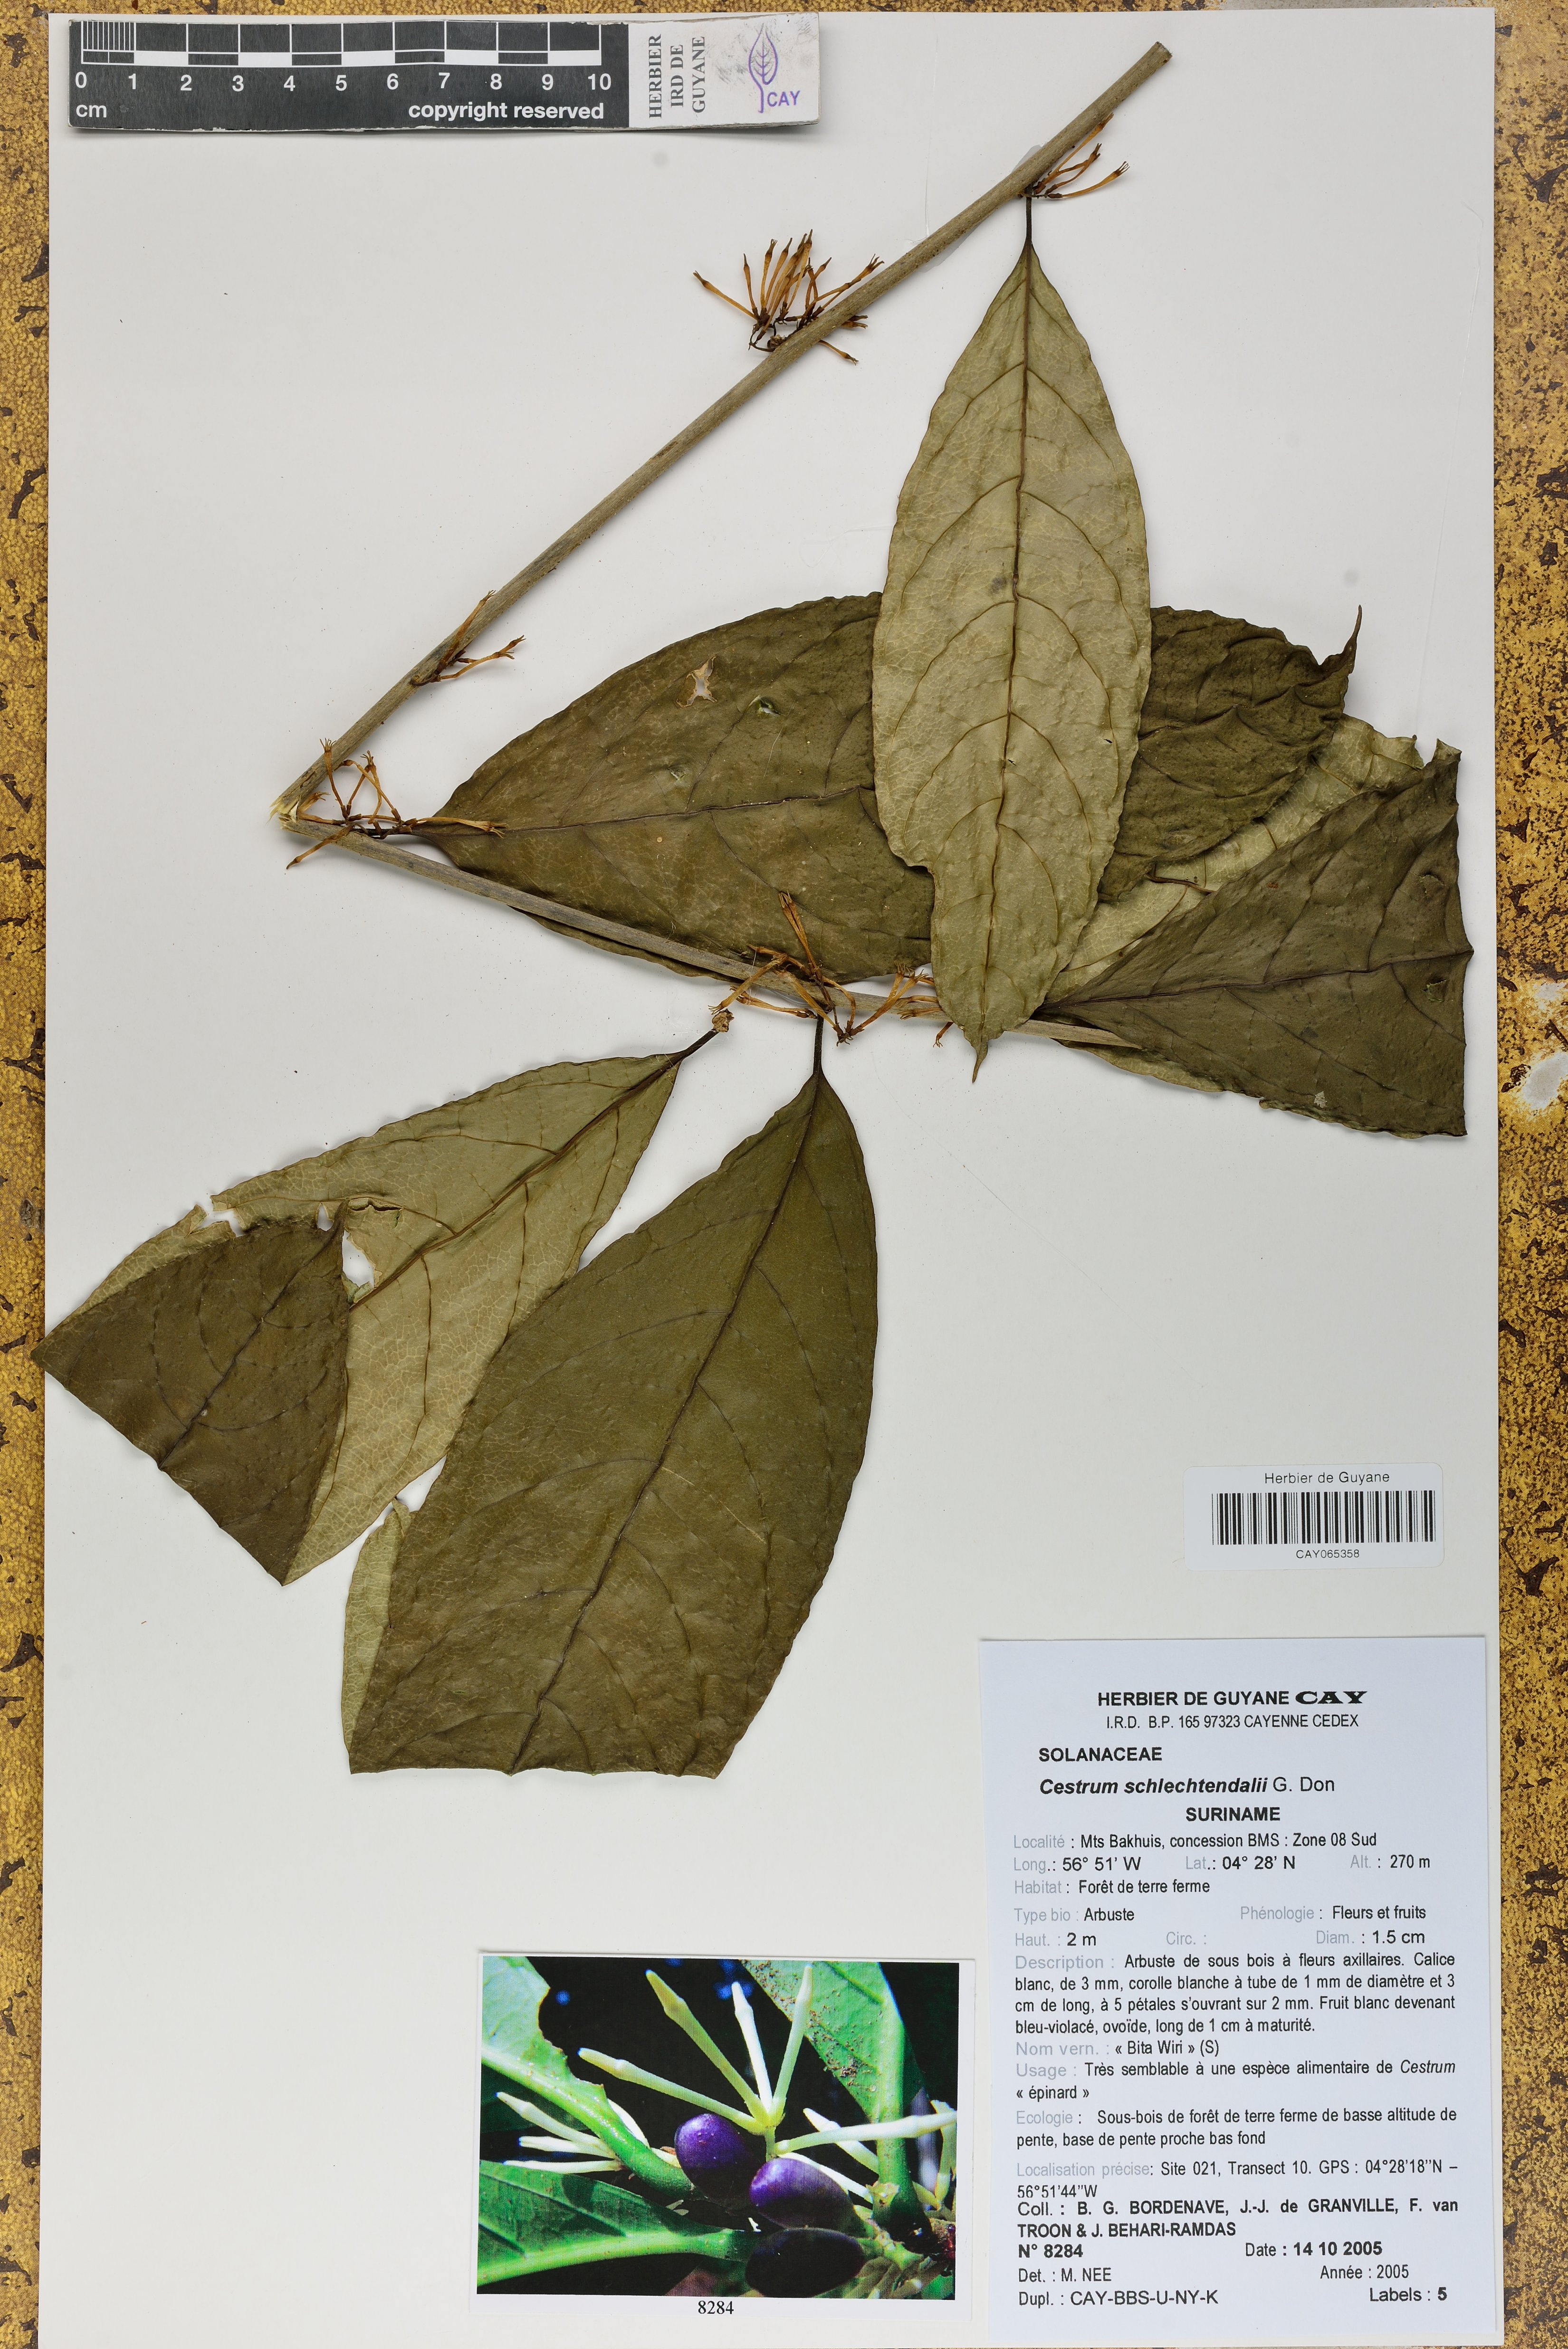 0 1 2 3 4 5 6 7 8 9 10
cm copyright reserved
HERBIER
IRD DE
GUYANE
CAY
Herbier de Guyane
CAY065358
HERBIER DE GUYANE CAY
I.R.D. B.P. 165 97323 CAYENNE CEDEX
SOLANACEAE
Cestrum schlechtendalii G. Don
SURINAME
Localité : Mts Bakhuis, concession BMS : Zone 08 Sud
Long.: 56° 51' W Lat.: 04° 28' N Alt. : 270 m
Habitat : Forêt de terre ferme
Type bio : Arbuste Phénologie : Fleurs et fruits
Haut. : 2 m Circ. : Diam. : 1.5 cm
Description : Arbuste de sous bois à fleurs axillaires. Calice
blanc, de 3 mm, corolle blanche à tube de 1 mm de diamètre et 3
cm de long, à 5 pétales s'ouvrant sur 2 mm. Fruit blanc devenant
bleu-violacé, ovoïde, long de 1 cm à maturité.
Nom vern. : « Bita Wiri » (S)
Usage : Très semblable à une espèce alimentaire de Cestrum
« épinard »
Ecologie : Sous-bois de forêt de terre ferme de basse altitude de
pente, base de pente proche bas fond
Localisation précise: Site 021, Transect 10. GPS : 04°28'18''N –
56°51'44''W
Coll. : B. G. BORDENAVE, J.-J. de GRANVILLE, F. van
TROON & J. BEHARI-RAMDAS
N° 8284 Date : 14 10 2005
Det. : M. NEE Année : 2005
Dupl. : CAY-BBS-U-NY-K Labels : 5
8284